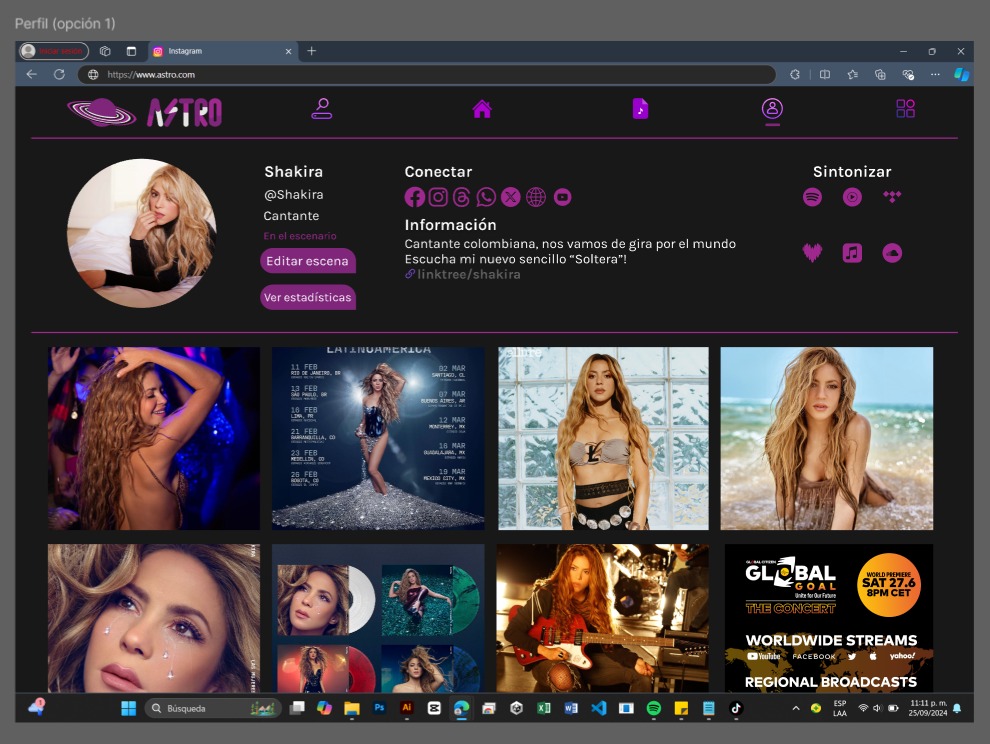 Perfil (opción 1)
Iniciar sesión
Instagram
https://www.astro.com
ASTRO
Shakira
@Shakira
Cantante
En el escenario
Editar escena
Ver estadísticas
Conectar
Información
Cantante colombiana, nos vamos de gira por el mundo
Escucha mi nuevo sencillo “Soltera”!
linktree/shakira
Sintonizar
LATINOAMERICA
11 FEB
RIO DE JANEIRO, BR
13 FEB
SÃO PAULO, BR
16 FEB
LIMA, PE
21 FEB
BARRANQUILLA, CO
23 FEB
MEDELLIN, CO
26 FEB
BOGOTA, CO
02 MAR
SANTIAGO, CL
07 MAR
BUENOS AIRES, AR
12 MAR
MONTERREY, MX
16 MAR
GUADALAJARA, MX
19 MAR
MEXICO CITY, MX
allure
GLOBAL CITIZEN
GLOBAL
GOAL
Unite for Our Future
THE CONCERT
WORLD PREMIERE
SAT 27.6
8PM CET
WORLDWIDE STREAMS
YouTube FACEBOOK yahoo!
REGIONAL BROADCASTS
1
Búsqueda
Ps
Ai
ESP
LAA
11:11 p. m.
25/09/2024